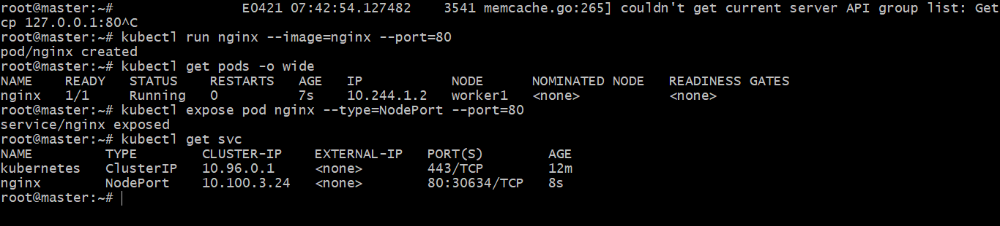 root@master:~# E0421 07:42:54.127482 3541 memcache.go:265] couldn't get current server API group list: Get
cp 127.0.0.1:80^C
root@master:~# kubectl run nginx --image=nginx --port=80
pod/nginx created
root@master:~# kubectl get pods -o wide
NAME READY STATUS RESTARTS AGE IP NODE NOMINATED NODE READINESS GATES
nginx 1/1 Running 0 7s 10.244.1.2 worker1 <none> <none>
root@master:~# kubectl expose pod nginx --type=NodePort --port=80
service/nginx exposed
root@master:~# kubectl get svc
NAME TYPE CLUSTER-IP EXTERNAL-IP PORT(S) AGE
kubernetes ClusterIP 10.96.0.1 <none> 443/TCP 12m
nginx NodePort 10.100.3.24 <none> 80:30634/TCP 8s
root@master:~#